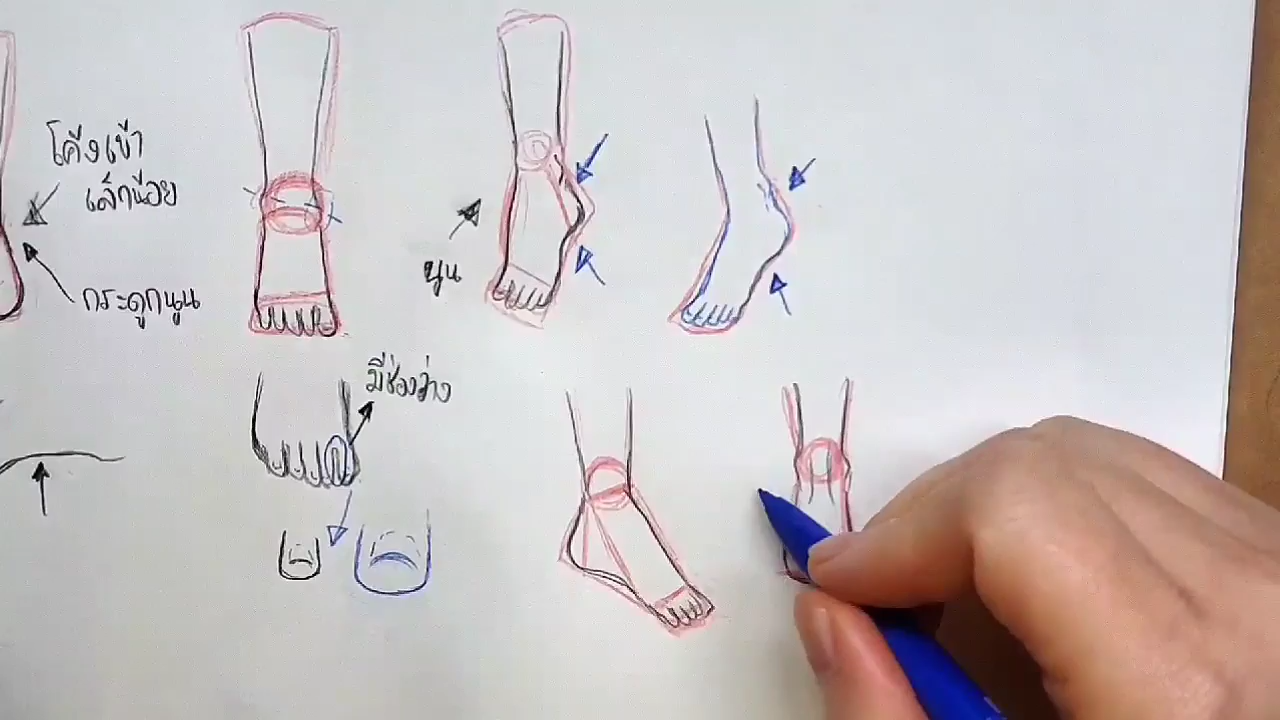 โค้งเข้า
เล็กน้อย
กระดูกนูน
นูน
มีช่องว่าง